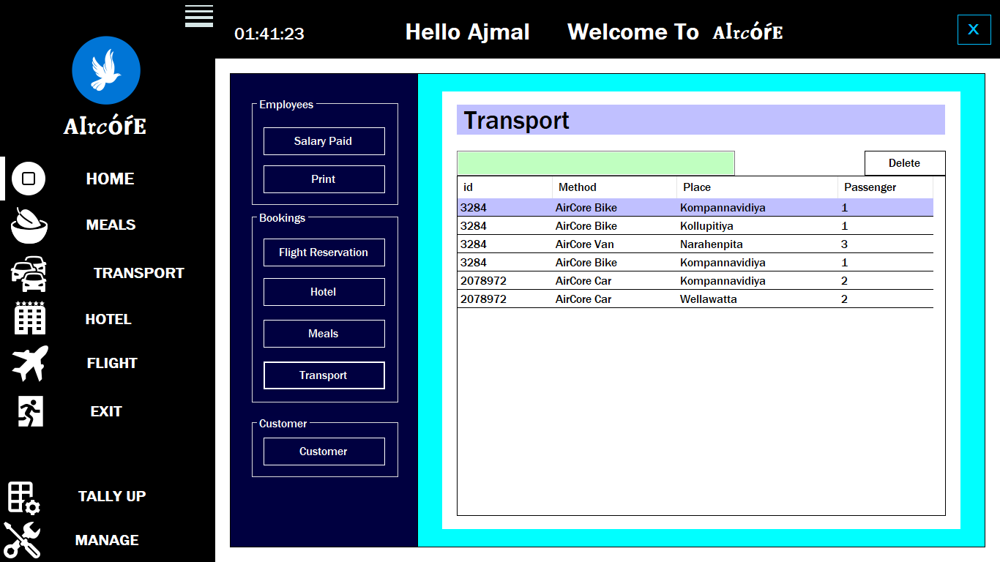 01:41:23 Hello Ajmal Welcome To AIrcóŕE X
AIrcóŕE
HOME
MEALS
TRANSPORT
HOTEL
FLIGHT
EXIT
TALLY UP
MANAGE
Employees
Salary Paid
Print
Bookings
Flight Reservation
Hotel
Meals
Transport
Customer
Customer
Transport
Delete
id Method Place Passenger
3284 AirCore Bike Kompannavidiya 1
3284 AirCore Bike Kollupitiya 1
3284 AirCore Van Narahenpita 3
3284 AirCore Bike Kompannavidiya 1
2078972 AirCore Car Kompannavidiya 2
2078972 AirCore Car Wellawatta 2